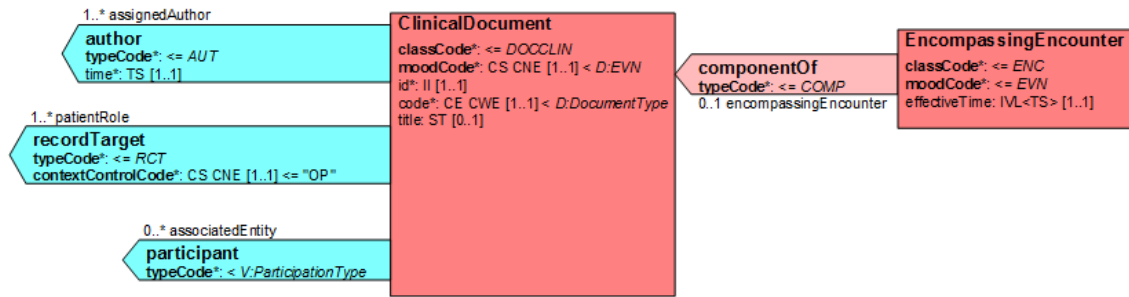 1..* assignedAuthor
author
typeCode*: <= AUT
time*: TS [1..1]
1..* patientRole
recordTarget
typeCode*: <= RCT
contextControlCode*: CS CNE [1..1] <= "OP"
0..* associatedEntity
participant
typeCode*: < V:ParticipationType
ClinicalDocument
classCode*: <= DOCCLIN
moodCode*: CS CNE [1..1] < D:EVN
id*: II [1..1]
code*: CE CWE [1..1] < D:DocumentType
title: ST [0..1]
componentOf
typeCode*: <= COMP
0..1 encompassingEncounter
EncompassingEncounter
classCode*: <= ENC
moodCode*: <= EVN
effectiveTime: IVL<TS> [1..1]